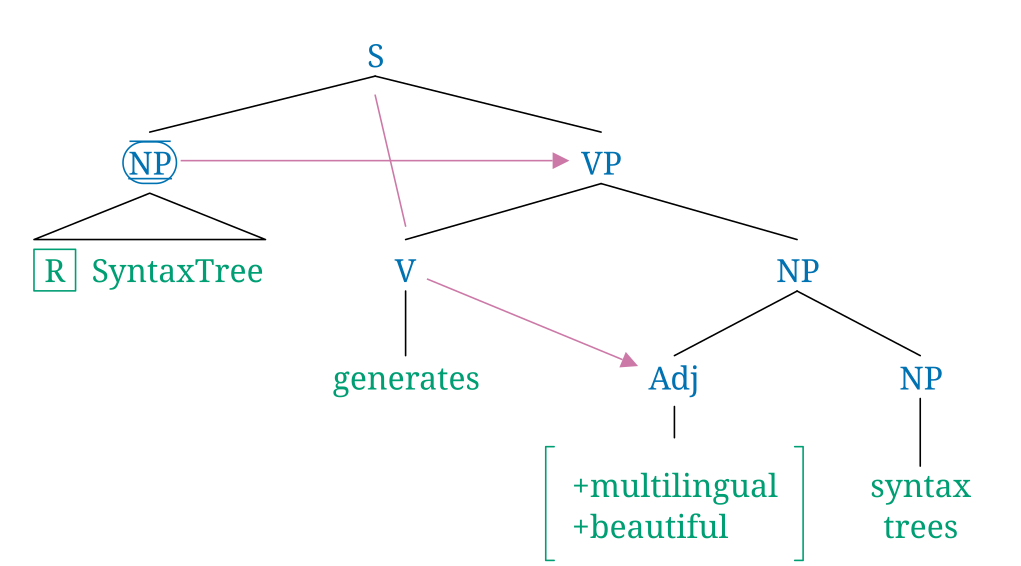 S
NP VP
R SyntaxTree V NP
generates Adj NP
+multilingual syntax
+beautiful trees